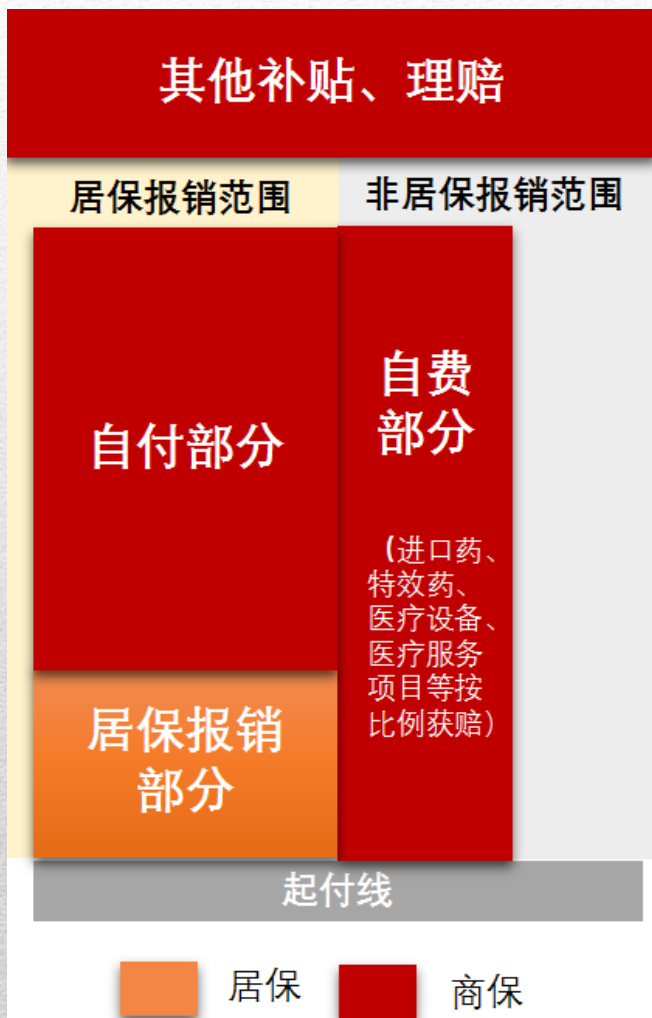 其他补贴、理赔
居保报销范围
非居保报销范围
自付部分
自费
部分
（进口药、
特效药、
医疗设备、
医疗服务
项目等按
比例获赔）
居保报销
部分
起付线
居保
商保